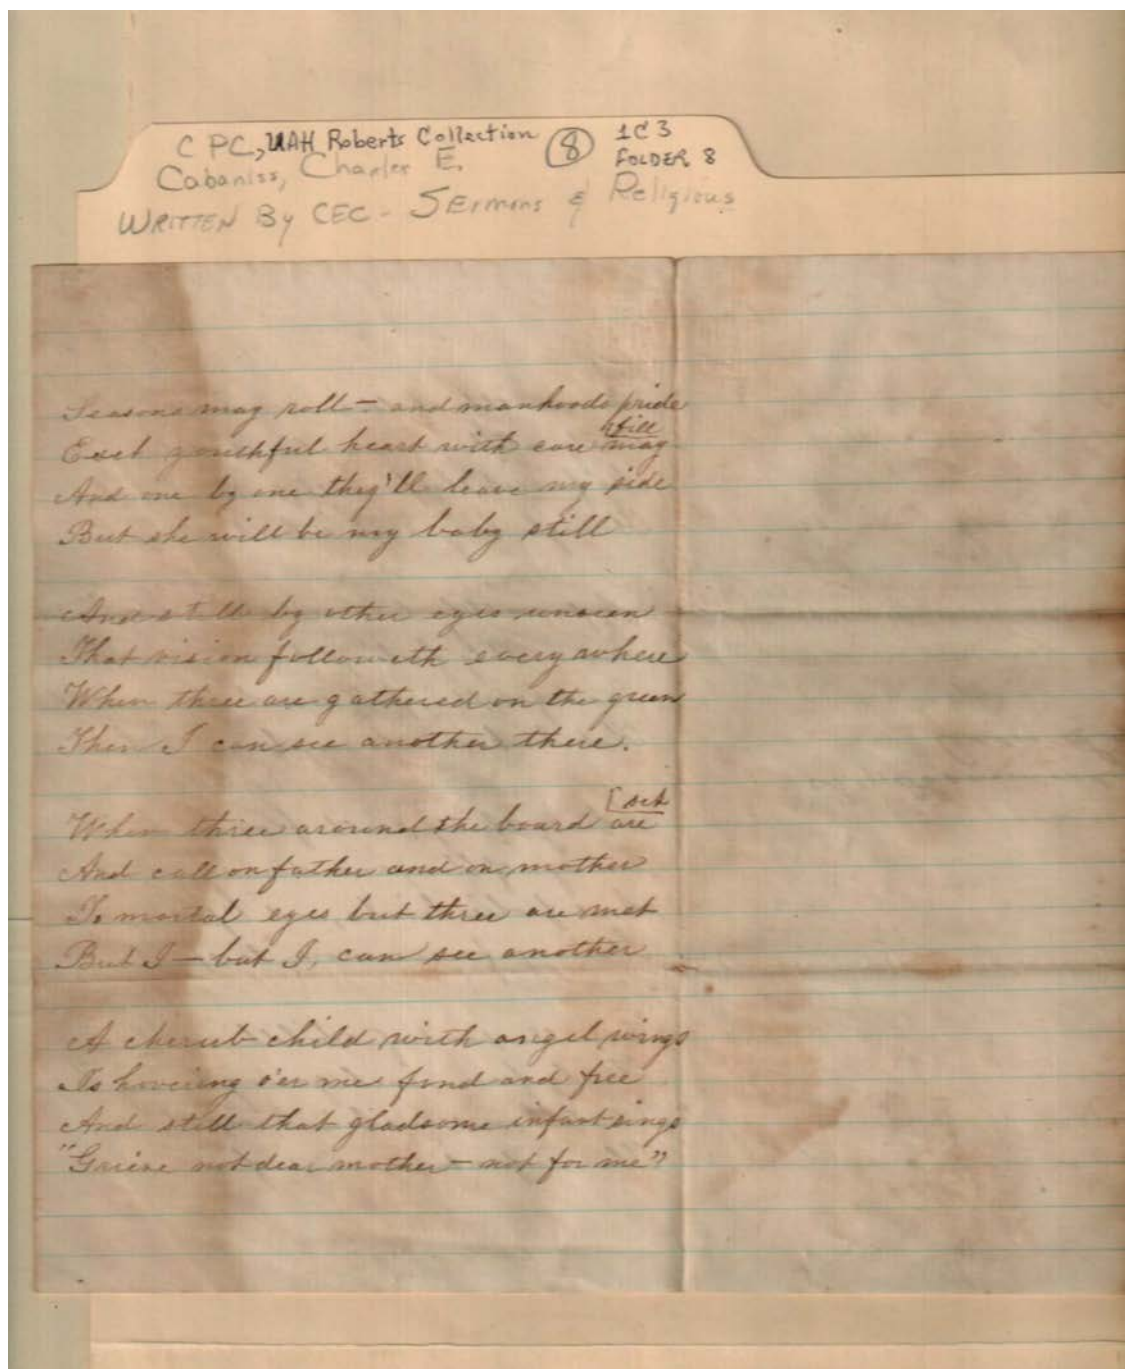 C PC, UAH Roberts Collection (8) 1C3
Cabaniss, Charles E. FOLDER 8
WRITTEN By CEC - SErmons & Religious
Seasons may roll — and manhoods pride
[fill
Each youthful heart with care may
And one by one they'll leave my side
But she will be my baby still
And still by other eyes unseen
That vision followeth every where
When three are gathered on the green
Then I can see another there.
[set
When three around the board are
And call on father and on mother
To mortal eyes but three are met
But I — but I, can see another
A cherub child with angel wings
Is hovering o'er me fond and free
And still that gladsome infant sings
"Grieve not dear mother — not for me"